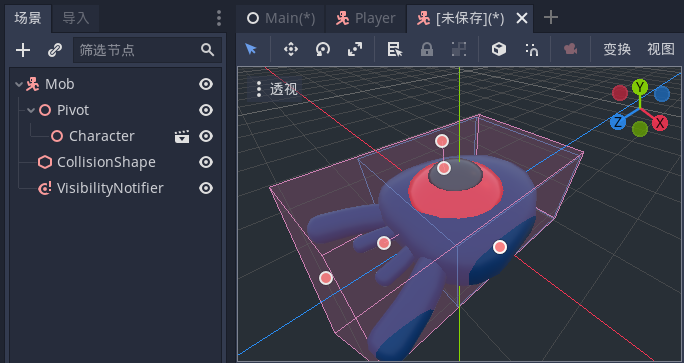 场景 导入
Main(*) Player [未保存](*)
筛选节点
变换 视图
Mob
透视
Pivot
Character
CollisionShape
VisibilityNotifier
Y
Z X